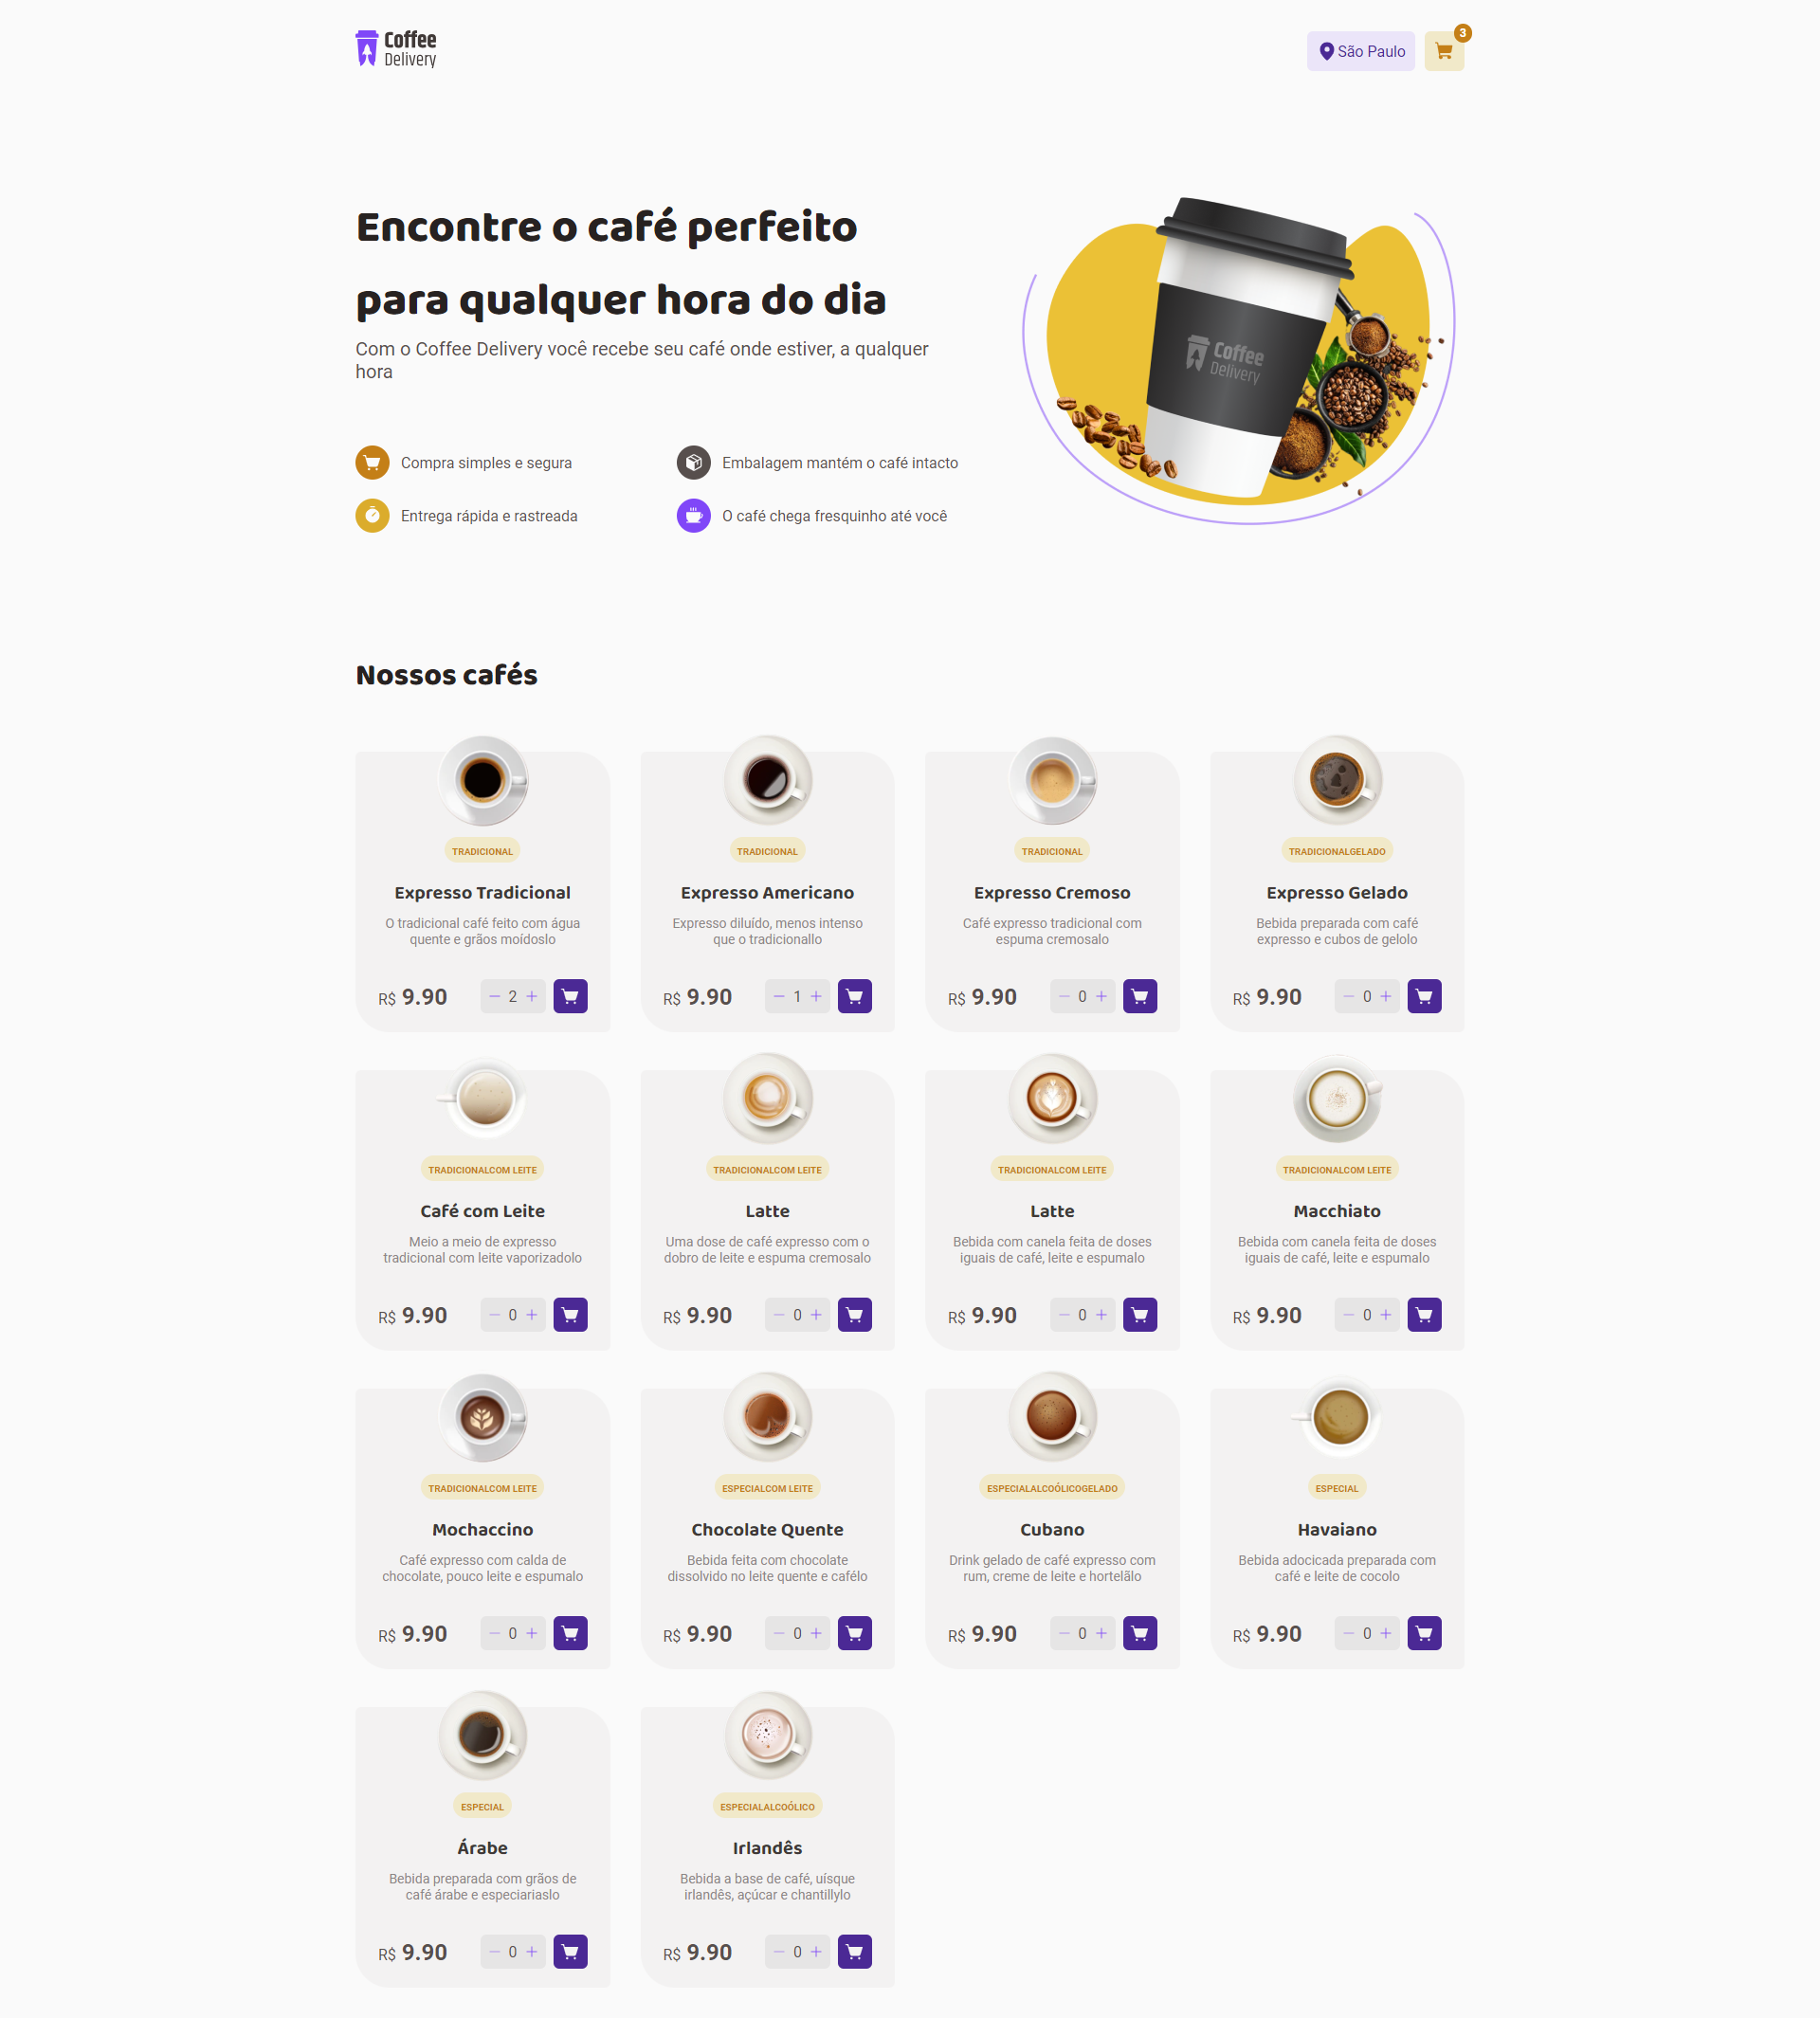 Coffee
Delivery
São Paulo
3
Encontre o café perfeito
para qualquer hora do dia
Com o Coffee Delivery você recebe seu café onde estiver, a qualquer
hora
Compra simples e segura
Embalagem mantém o café intacto
Entrega rápida e rastreada
O café chega fresquinho até você
Coffee
Delivery
Nossos cafés
TRADICIONAL
Expresso Tradicional
O tradicional café feito com água
quente e grãos moídoslo
R$ 9.90
2
TRADICIONAL
Expresso Americano
Expresso diluído, menos intenso
que o tradicionallo
R$ 9.90
1
TRADICIONAL
Expresso Cremoso
Café expresso tradicional com
espuma cremosalo
R$ 9.90
0
TRADICIONALGELADO
Expresso Gelado
Bebida preparada com café
expresso e cubos de gelolo
R$ 9.90
0
TRADICIONALCOM LEITE
Café com Leite
Meio a meio de expresso
tradicional com leite vaporizadolo
R$ 9.90
0
TRADICIONALCOM LEITE
Latte
Uma dose de café expresso com o
dobro de leite e espuma cremosalo
R$ 9.90
0
TRADICIONALCOM LEITE
Latte
Bebida com canela feita de doses
iguais de café, leite e espumalo
R$ 9.90
0
TRADICIONALCOM LEITE
Macchiato
Bebida com canela feita de doses
iguais de café, leite e espumalo
R$ 9.90
0
TRADICIONALCOM LEITE
Mochaccino
Café expresso com calda de
chocolate, pouco leite e espumalo
R$ 9.90
0
ESPECIALCOM LEITE
Chocolate Quente
Bebida feita com chocolate
dissolvido no leite quente e cafélo
R$ 9.90
0
ESPECIALALCOÓLICOGELADO
Cubano
Drink gelado de café expresso com
rum, creme de leite e hortelãlo
R$ 9.90
0
ESPECIAL
Havaiano
Bebida adocicada preparada com
café e leite de cocolo
R$ 9.90
0
ESPECIAL
Árabe
Bebida preparada com grãos de
café árabe e especiariaslo
R$ 9.90
0
ESPECIALALCOÓLICO
Irlandês
Bebida a base de café, uísque
irlandês, açúcar e chantillylo
R$ 9.90
0